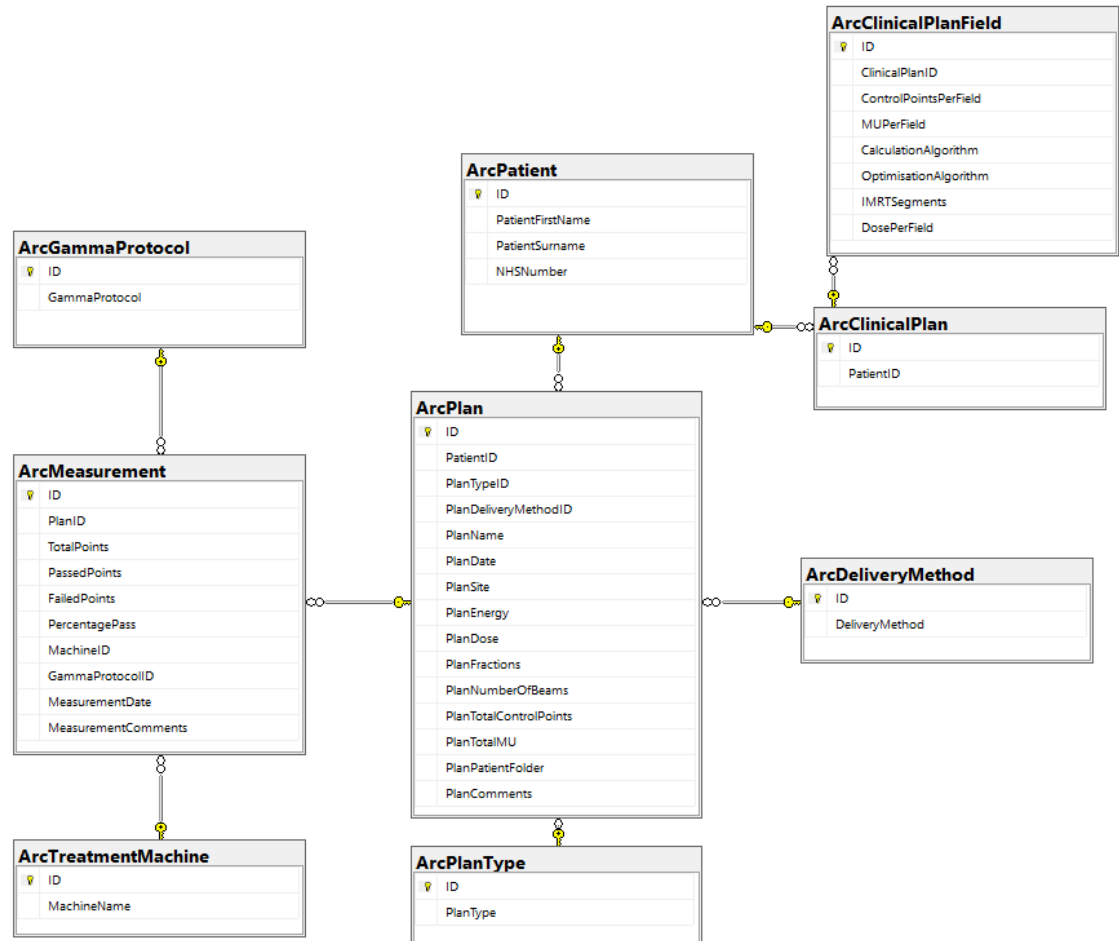 ArcClinicalPlanField
ID
ClinicalPlanID
ControlPointsPerField
MUPerField
CalculationAlgorithm
OptimisationAlgorithm
IMRTSegments
DosePerField
ArcPatient
ID
PatientFirstName
PatientSurname
NHSNumber
ArcGammaProtocol
ID
GammaProtocol
ArcClinicalPlan
ID
PatientID
ArcPlan
ID
PatientID
PlanTypeID
PlanDeliveryMethodID
PlanName
PlanDate
PlanSite
PlanEnergy
PlanDose
PlanFractions
PlanNumberOfBeams
PlanTotalControlPoints
PlanTotalMU
PlanPatientFolder
PlanComments
ArcMeasurement
ID
PlanID
TotalPoints
PassedPoints
FailedPoints
PercentagePass
MachineID
GammaProtocolID
MeasurementDate
MeasurementComments
ArcDeliveryMethod
ID
DeliveryMethod
ArcTreatmentMachine
ID
MachineName
ArcPlanType
ID
PlanType